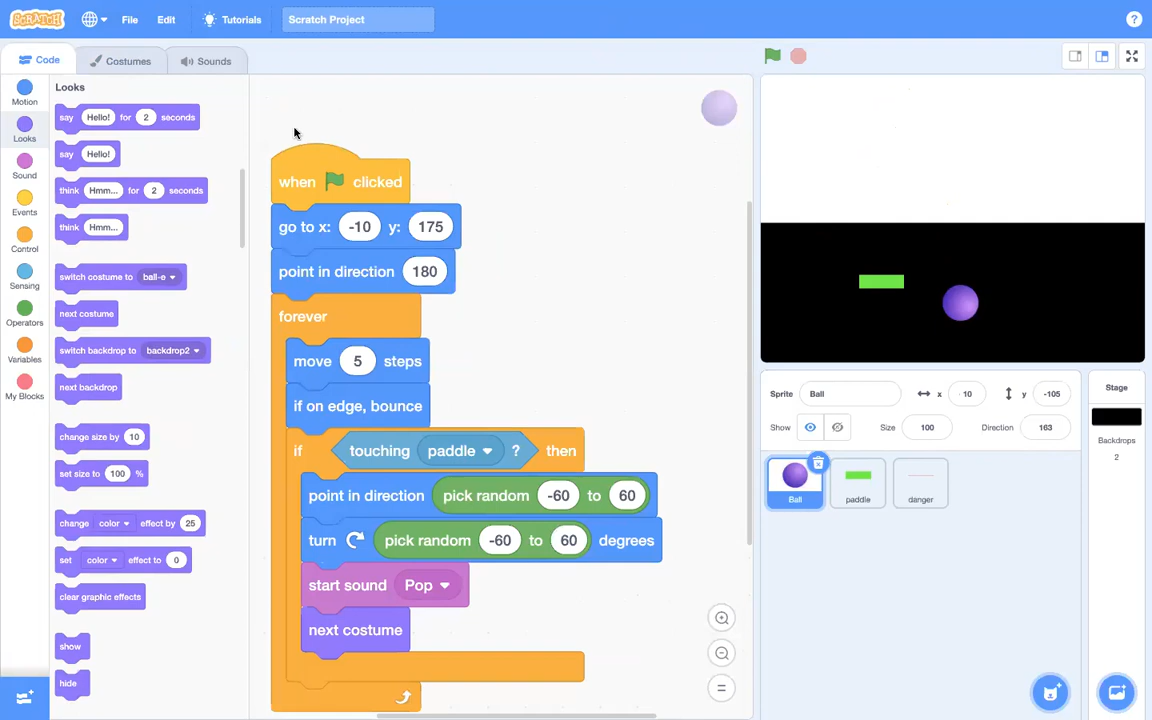 SCRATCH File Edit Tutorials Scratch Project ?
Code Costumes Sounds
Motion
Looks
Sound
Events
Control
Sensing
Operators
Variables
My Blocks
Looks
say Hello! for 2 seconds
say Hello!
think Hmm... for 2 seconds
think Hmm...
switch costume to ball-e
next costume
switch backdrop to backdrop2
next backdrop
change size by 10
set size to 100 %
change color effect by 25
set color effect to 0
clear graphic effects
show
hide
when clicked
go to x: -10 y: 175
point in direction 180
forever
move 5 steps
if on edge, bounce
if touching paddle ? then
point in direction pick random -60 to 60
turn pick random -60 to 60 degrees
start sound Pop
next costume
Sprite Ball x 10 y -105
Show Size 100 Direction 163
Ball paddle danger
Stage
Backdrops
2